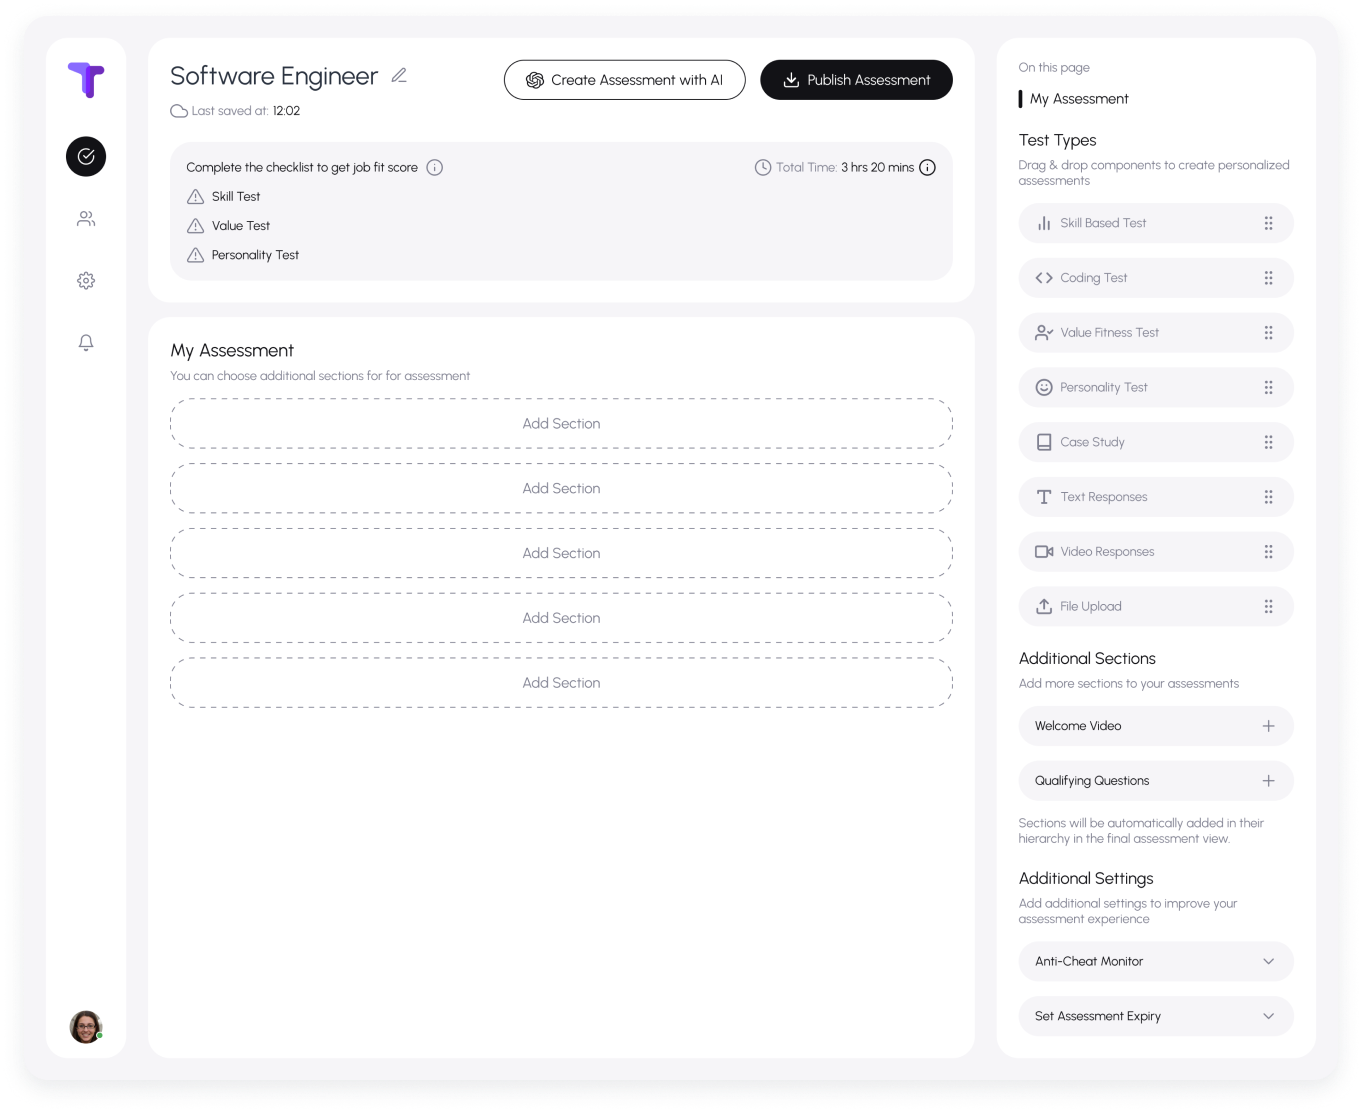 Software Engineer
Create Assessment with AI
Publish Assessment
Last saved at: 12:02
Complete the checklist to get job fit score
Total Time: 3 hrs 20 mins
Skill Test
Value Test
Personality Test
My Assessment
You can choose additional sections for for assessment
Add Section
Add Section
Add Section
Add Section
Add Section
On this page
My Assessment
Test Types
Drag & drop components to create personalized
assessments
Skill Based Test
Coding Test
Value Fitness Test
Personality Test
Case Study
Text Responses
Video Responses
File Upload
Additional Sections
Add more sections to your assessments
Welcome Video
Qualifying Questions
Sections will be automatically added in their
hierarchy in the final assessment view.
Additional Settings
Add additional settings to improve your
assessment experience
Anti-Cheat Monitor
Set Assessment Expiry